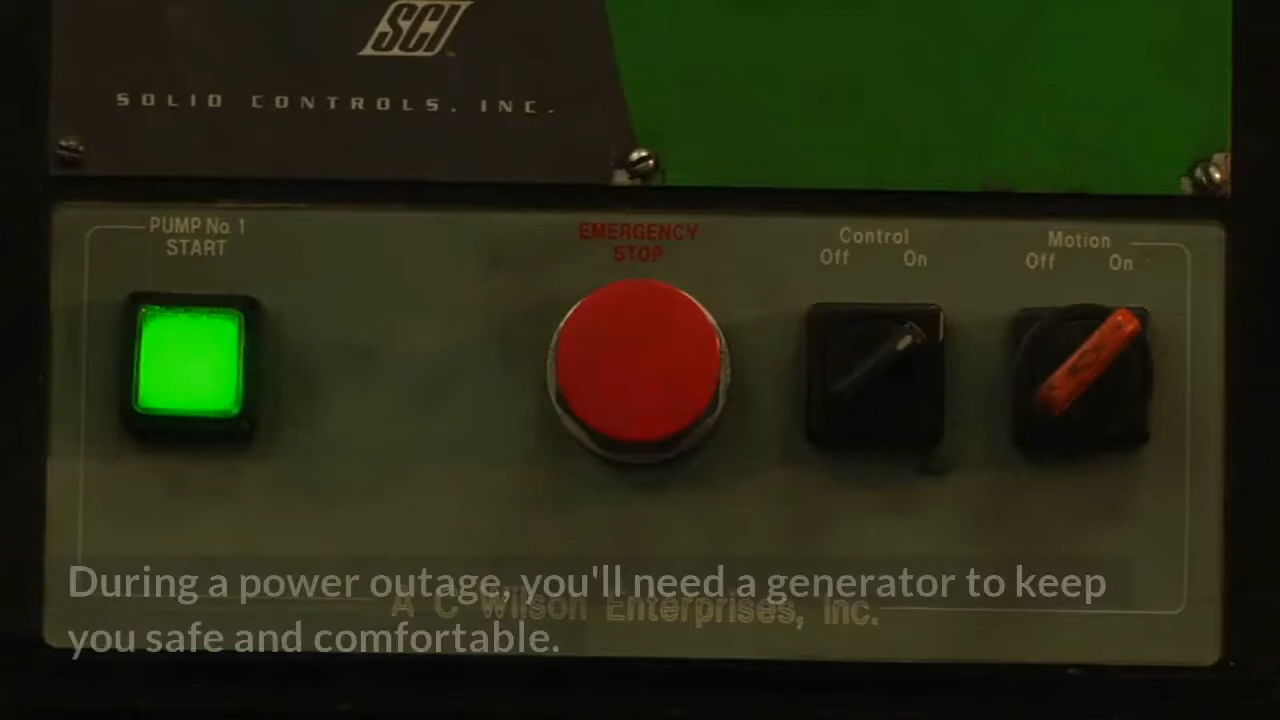 SCI
SOLID CONTROLS, INC.
PUMP No. 1
START
EMERGENCY
STOP
Control
Off On
Motion
Off On
During a power outage, you'll need a generator to keep
you safe and comfortable.
A C Wilson Enterprises, Inc.